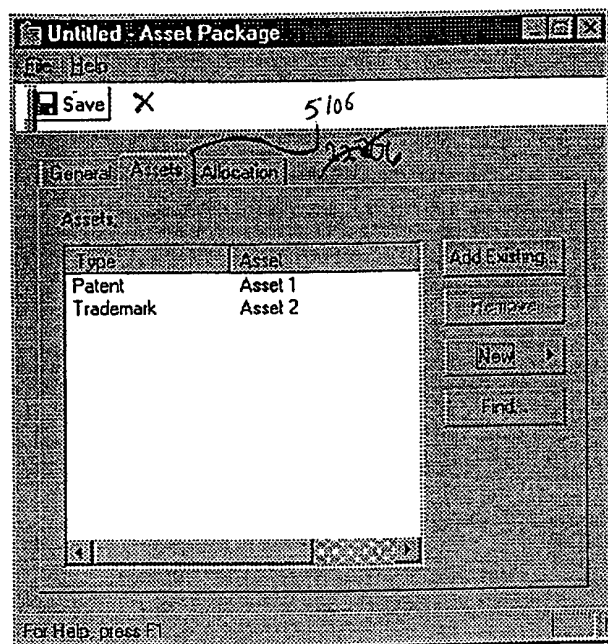 Untitled - Asset Package
File Help
Save
5106
General Assets Allocation
Assets:
Type Asset
Patent Asset 1
Trademark Asset 2
Add Existing...
Remove
New
Find...
For Help, press F1